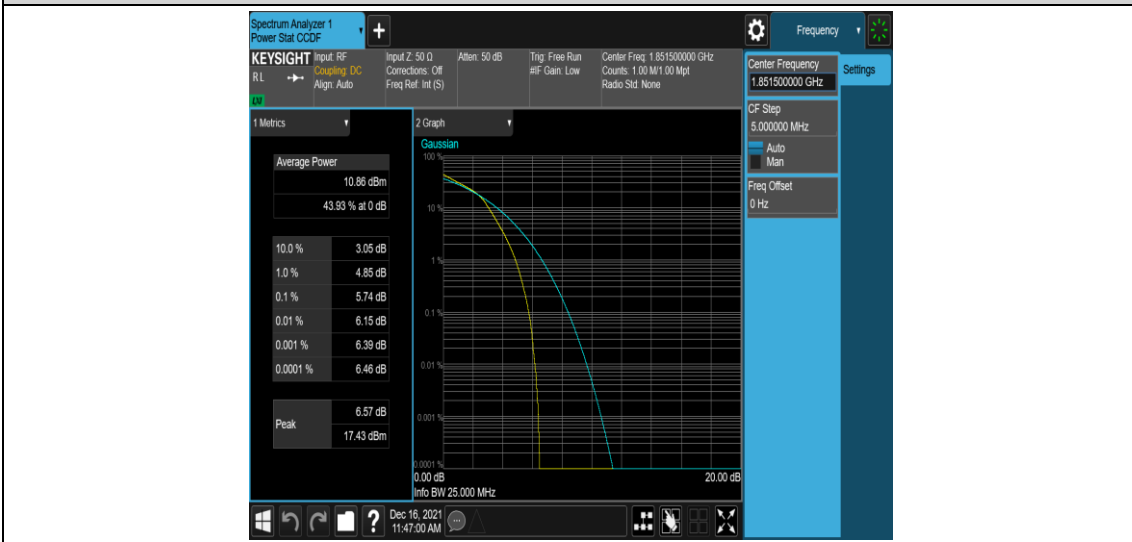 Spectrum Analyzer 1
Power Stat CCDF
+
Frequency
KEYSIGHT
RL
LXI
Input: RF
Coupling: DC
Align: Auto
Input Z: 50 Ω
Corrections: Off
Freq Ref: Int (S)
Atten: 50 dB
Trig: Free Run
#IF Gain: Low
Center Freq: 1.851500000 GHz
Counts: 1.00 M/1.00 Mpt
Radio Std: None
Center Frequency
1.851500000 GHz
Settings
CF Step
5.000000 MHz
Auto
Man
Freq Offset
0 Hz
1 Metrics
Average Power
10.86 dBm
43.93 % at 0 dB
10.0 % 3.05 dB
1.0 % 4.85 dB
0.1 % 5.74 dB
0.01 % 6.15 dB
0.001 % 6.39 dB
0.0001 % 6.46 dB
Peak
6.57 dB
17.43 dBm
2 Graph
Gaussian
100 %
10 %
1 %
0.1 %
0.01 %
0.001 %
0.0001 %
0.00 dB 20.00 dB
Info BW 25.000 MHz
?
Dec 16, 2021
11:47:00 AM